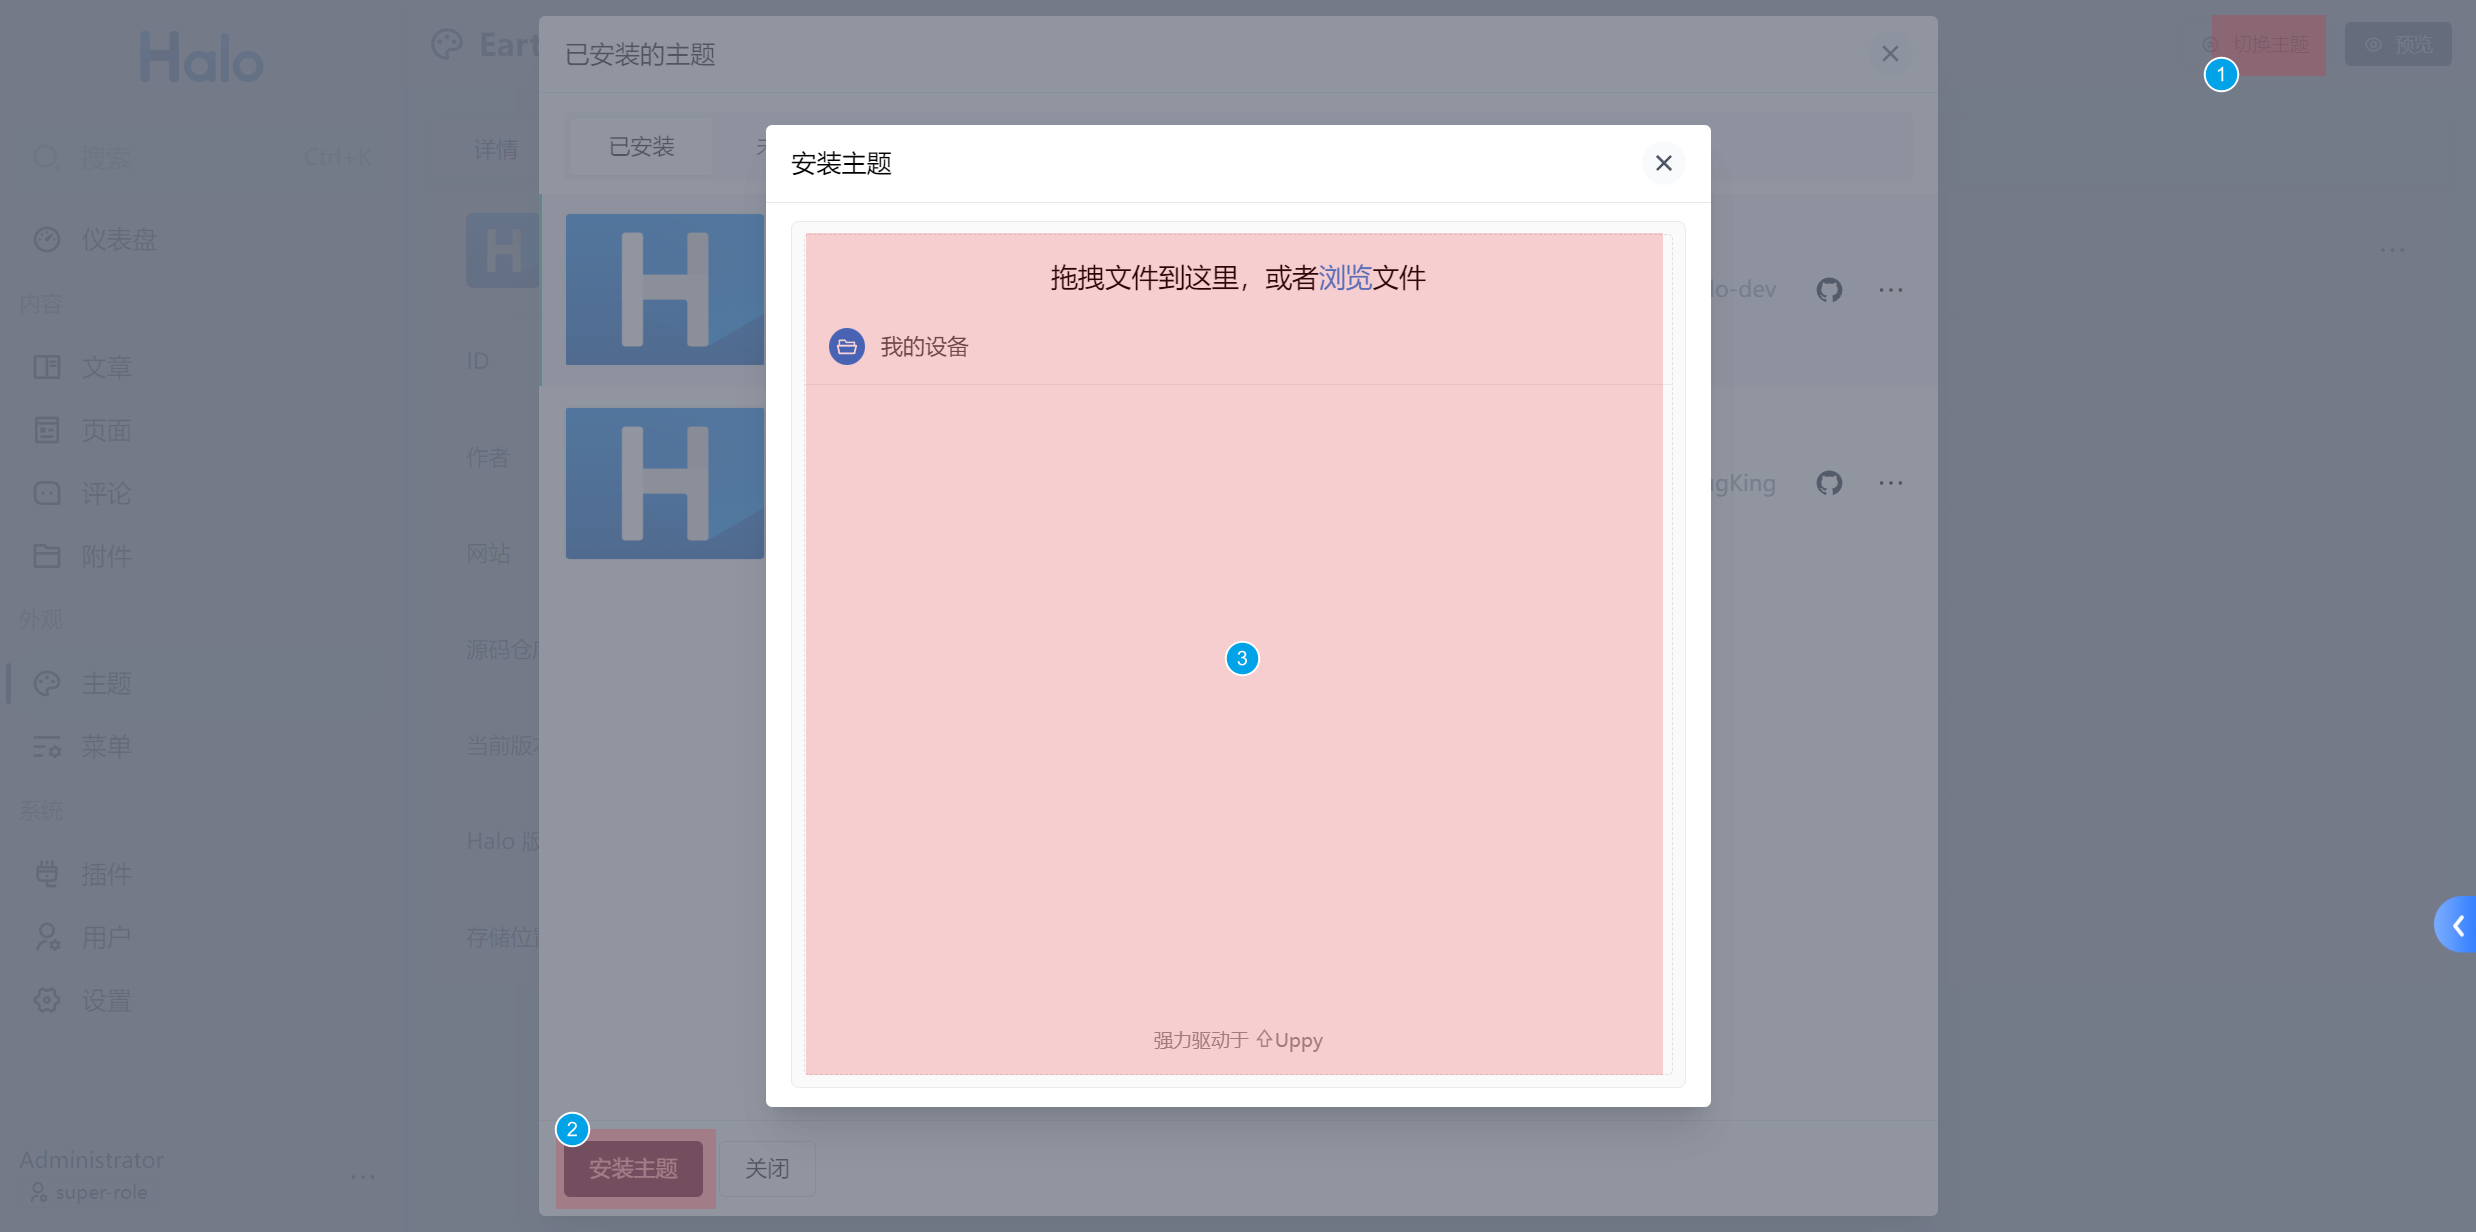 Halo
搜索 Ctrl+K
仪表盘
内容
文章
页面
评论
附件
外观
主题
菜单
系统
插件
用户
设置
Administrator
super-role
Eart
切换主题
预览
1
详情
ID
作者
网站
源码仓
当前版
Halo 版
存储位
已安装的主题
已安装
o-dev
gKing
安装主题
拖拽文件到这里，或者浏览文件
我的设备
3
强力驱动于 Uppy
2
安装主题
关闭